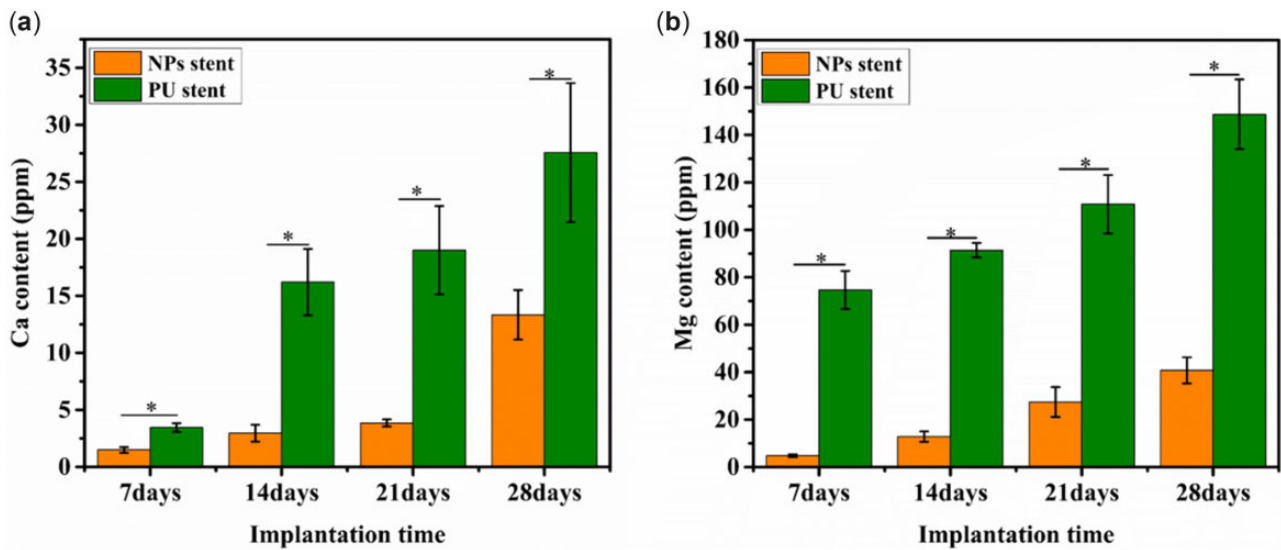 (a)
NPs stent
PU stent
Ca content (ppm)
35
30
25
20
15
10
5
0
*
*
*
*
7days 14days 21days 28days
Implantation time
(b)
NPs stent
PU stent
Mg content (ppm)
180
160
140
120
100
80
60
40
20
0
*
*
*
*
7days 14days 21days 28days
Implantation time